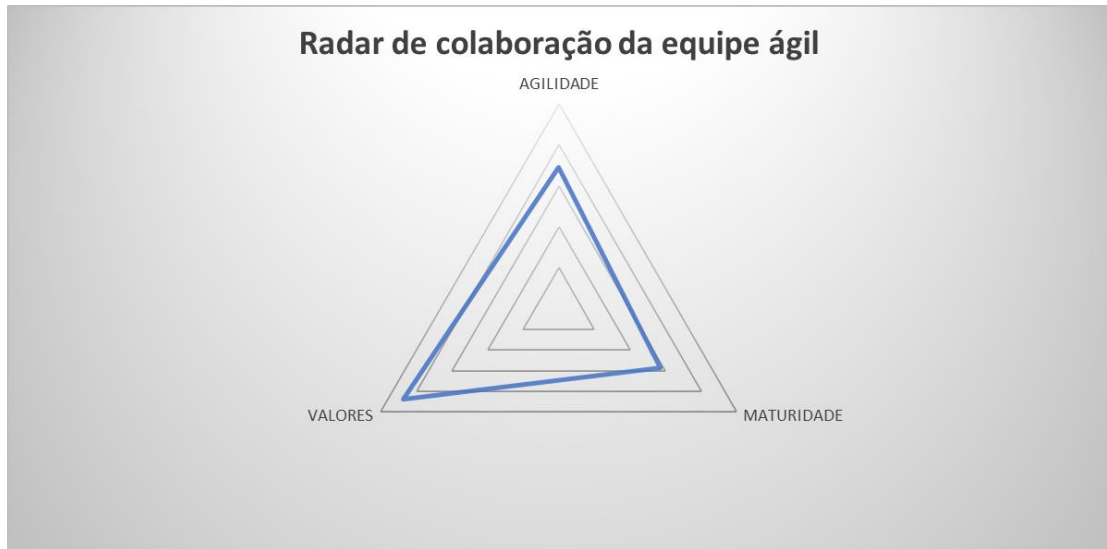 Radar de colaboração da equipe ágil
AGILIDADE
VALORES
MATURIDADE